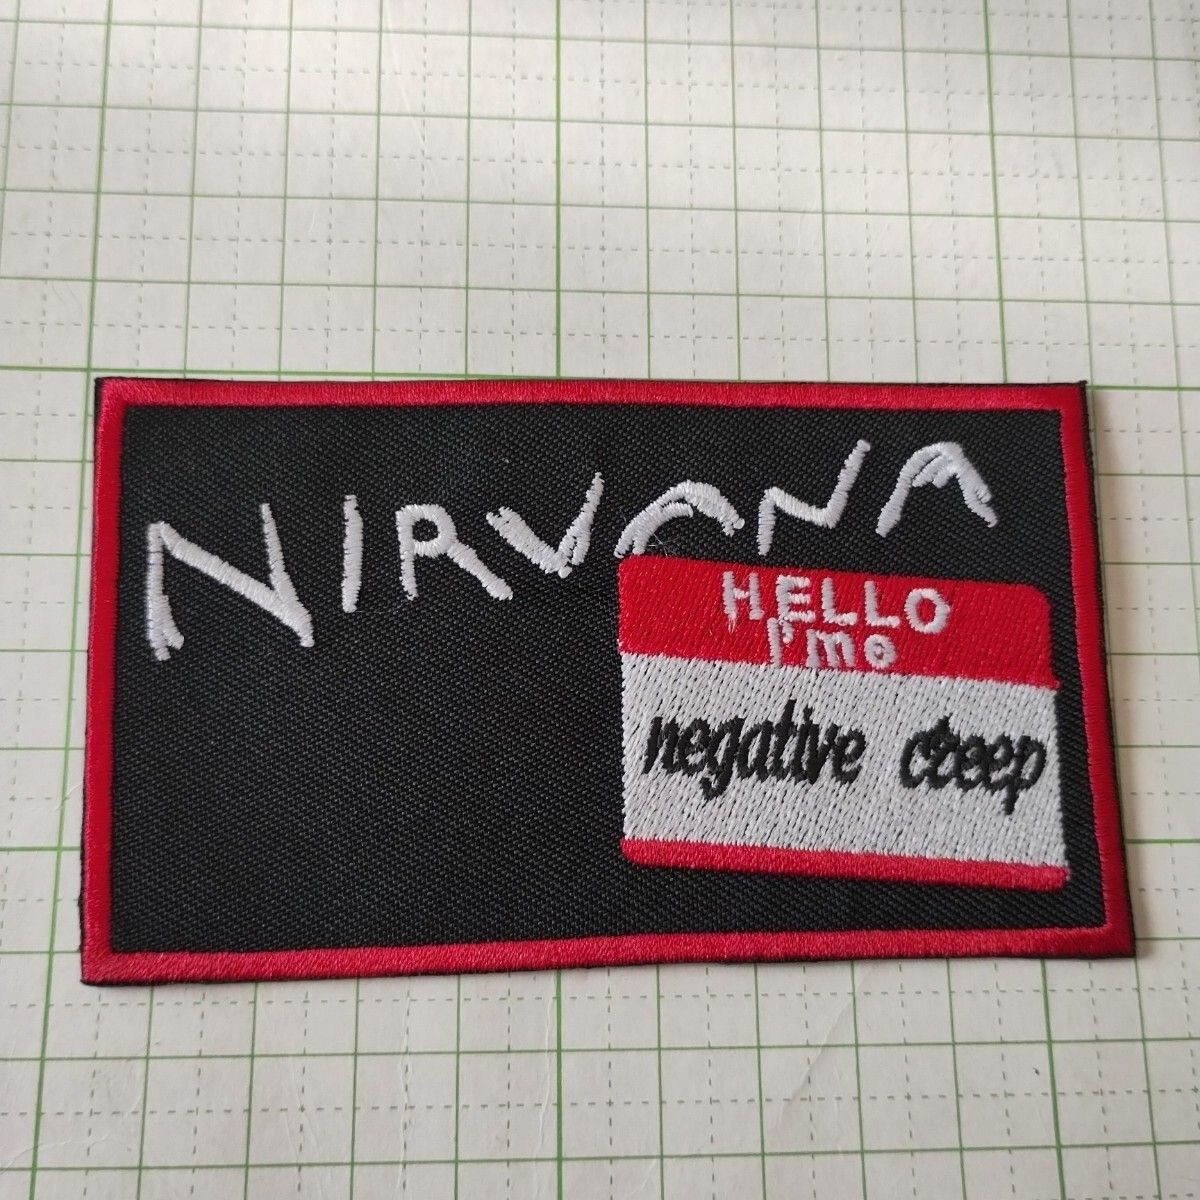 NIRVANA
HELLO
I'm a
negative creep